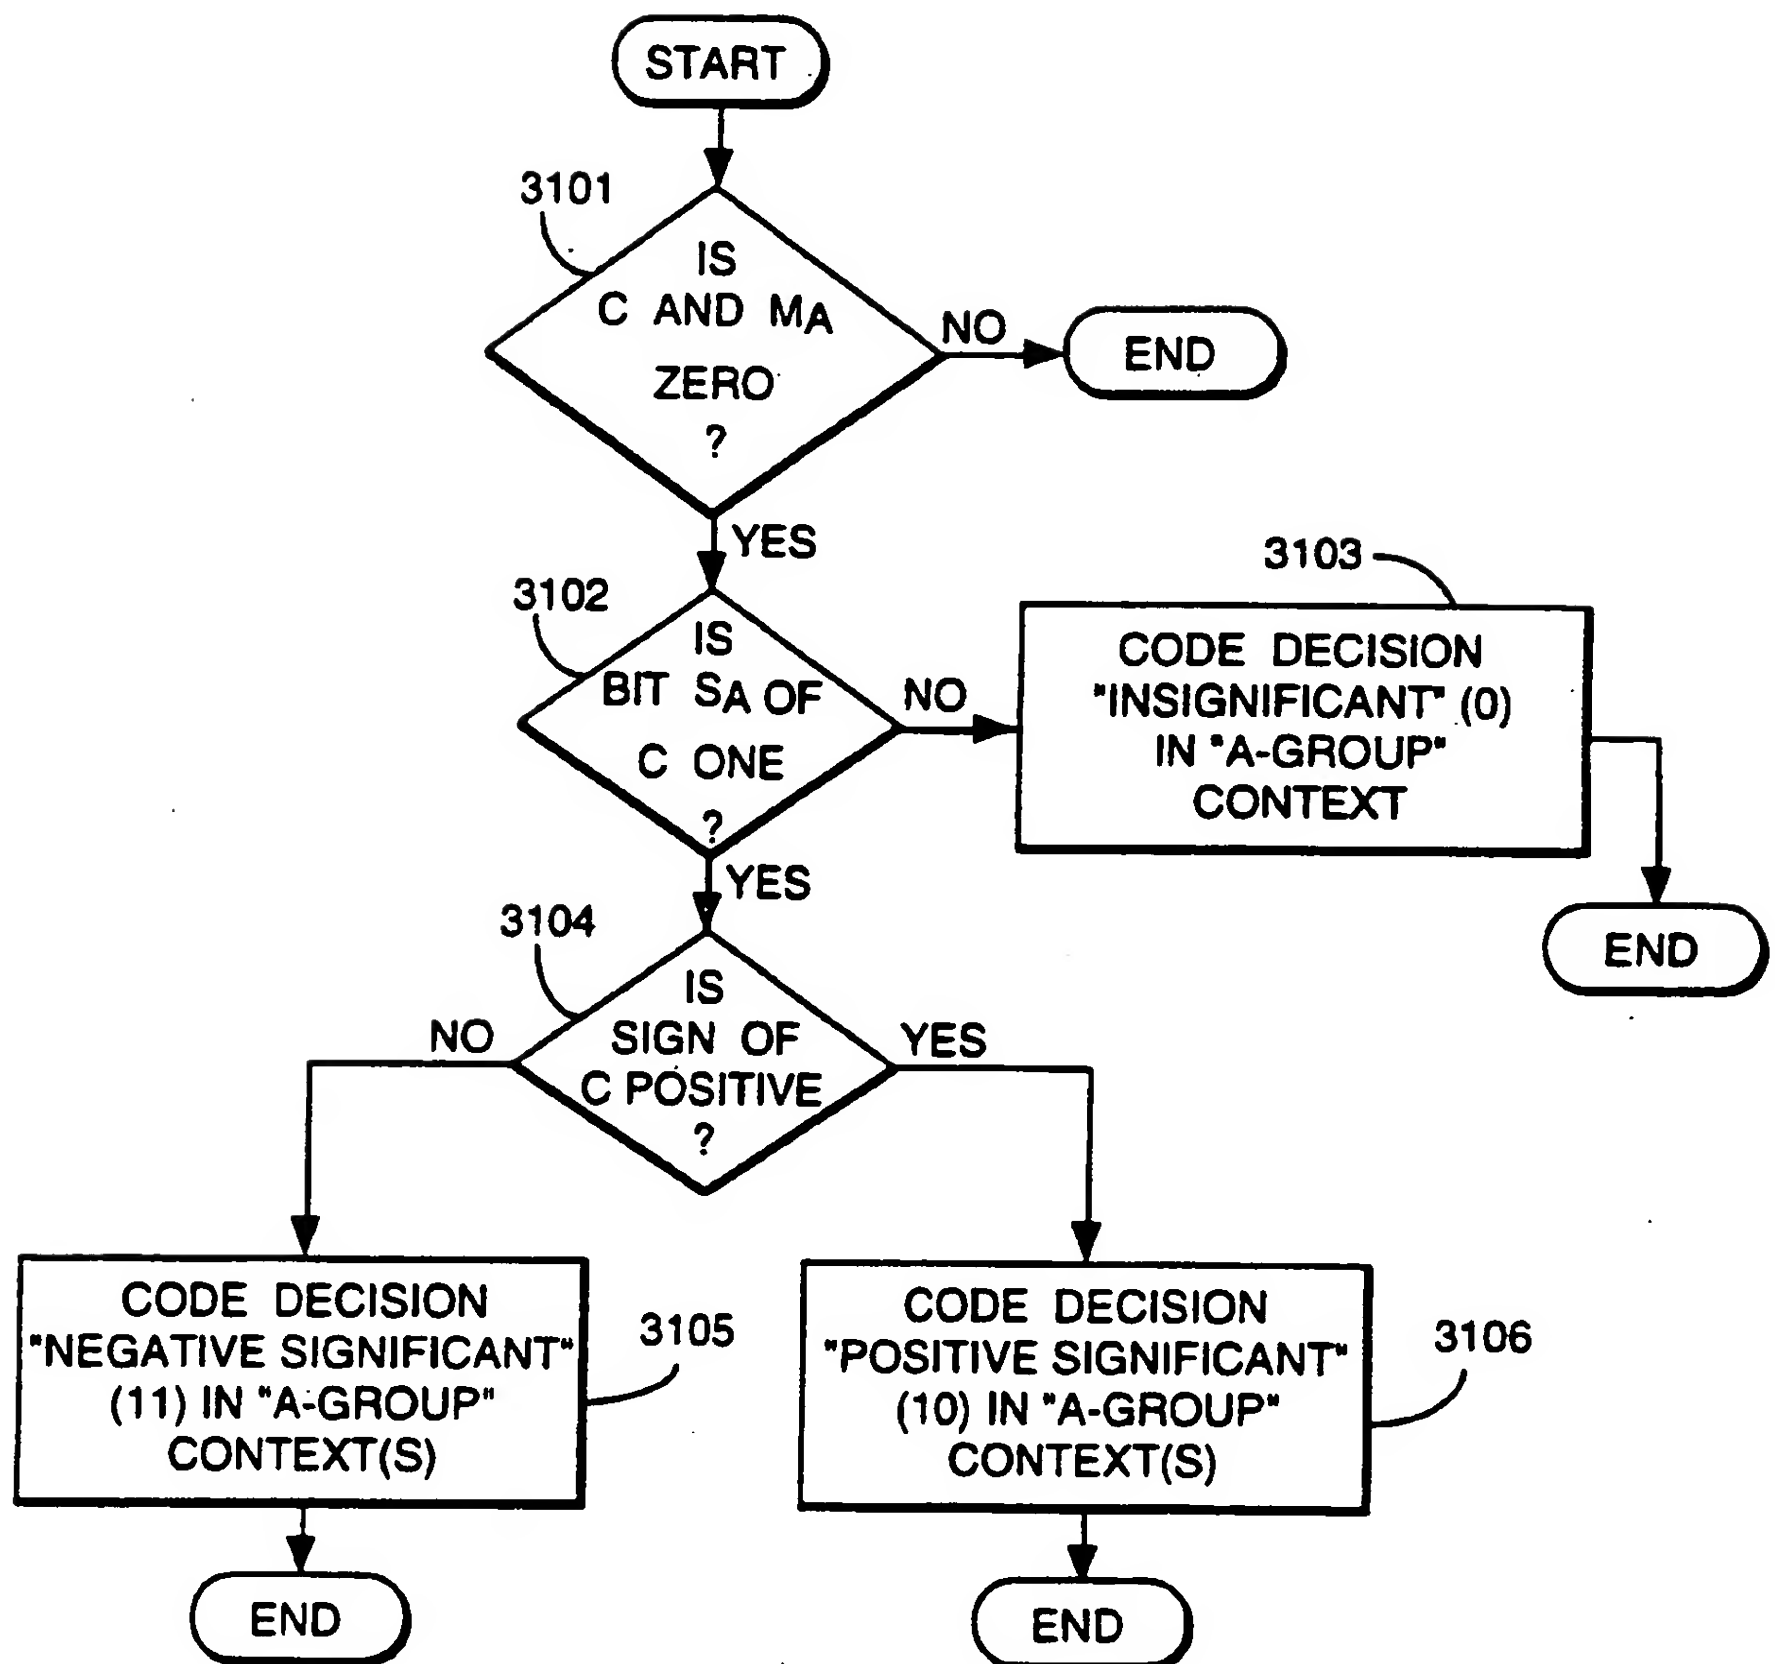 START
3101
IS
C AND MA
ZERO
?
NO
END
YES
3102
IS
BIT SA OF
C ONE
?
NO
3103
CODE DECISION
"INSIGNIFICANT" (0)
IN "A-GROUP"
CONTEXT
END
YES
3104
IS
SIGN OF
C POSITIVE
?
NO
YES
CODE DECISION
"NEGATIVE SIGNIFICANT"
(11) IN "A-GROUP"
CONTEXT(S)
3105
END
CODE DECISION
"POSITIVE SIGNIFICANT"
(10) IN "A-GROUP"
CONTEXT(S)
3106
END